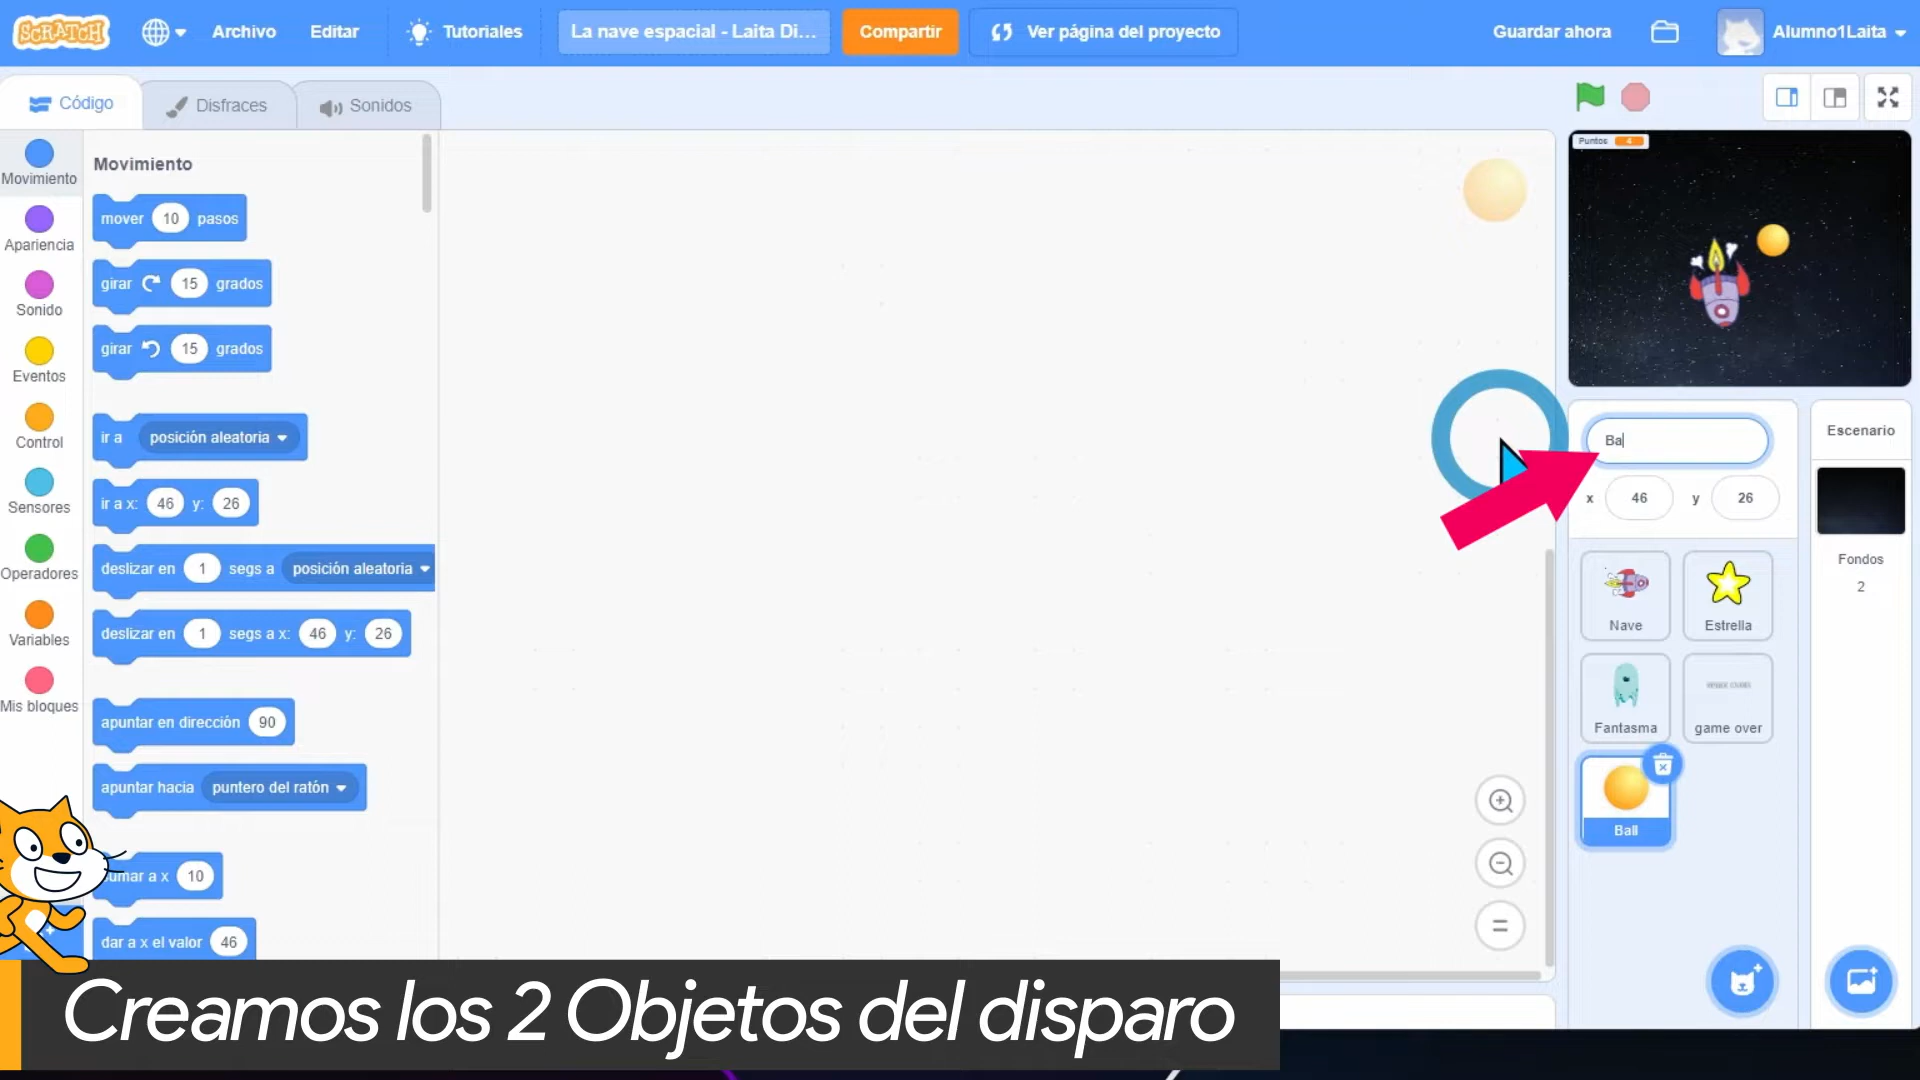 SCRATCH
Archivo
Editar
Tutoriales
La nave espacial - Laita Di...
Compartir
Ver página del proyecto
Guardar ahora
Alumno1Laita
Código
Disfraces
Sonidos
Movimiento
Apariencia
Sonido
Eventos
Control
Sensores
Operadores
Variables
Mis bloques
Movimiento
mover 10 pasos
girar 15 grados
girar 15 grados
ir a posición aleatoria
ir a x: 46 y: 26
deslizar en 1 segs a posición aleatoria
deslizar en 1 segs a x: 46 y: 26
apuntar en dirección 90
apuntar hacia puntero del ratón
umar a x 10
dar a x el valor 46
Puntos 4
Ba
x 46 y 26
Nave
Estrella
Fantasma
game over
Ball
Escenario
Fondos
2
Creamos los 2 Objetos del disparo